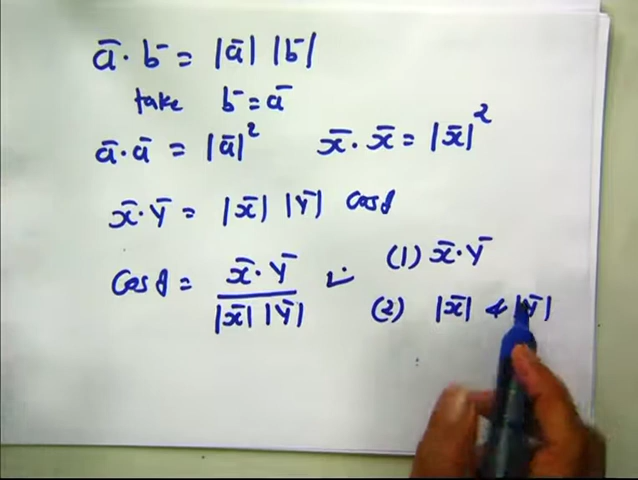 ā · b̄ = |ā| |b̄|
take b̄ = ā
ā · ā = |ā|² x̄ · x̄ = |x̄|²
x̄ · ȳ = |x̄| |ȳ| cosθ
cosθ = x̄ · ȳ / |x̄| |ȳ| (1) x̄ · ȳ
(2) |x̄| & |ȳ|